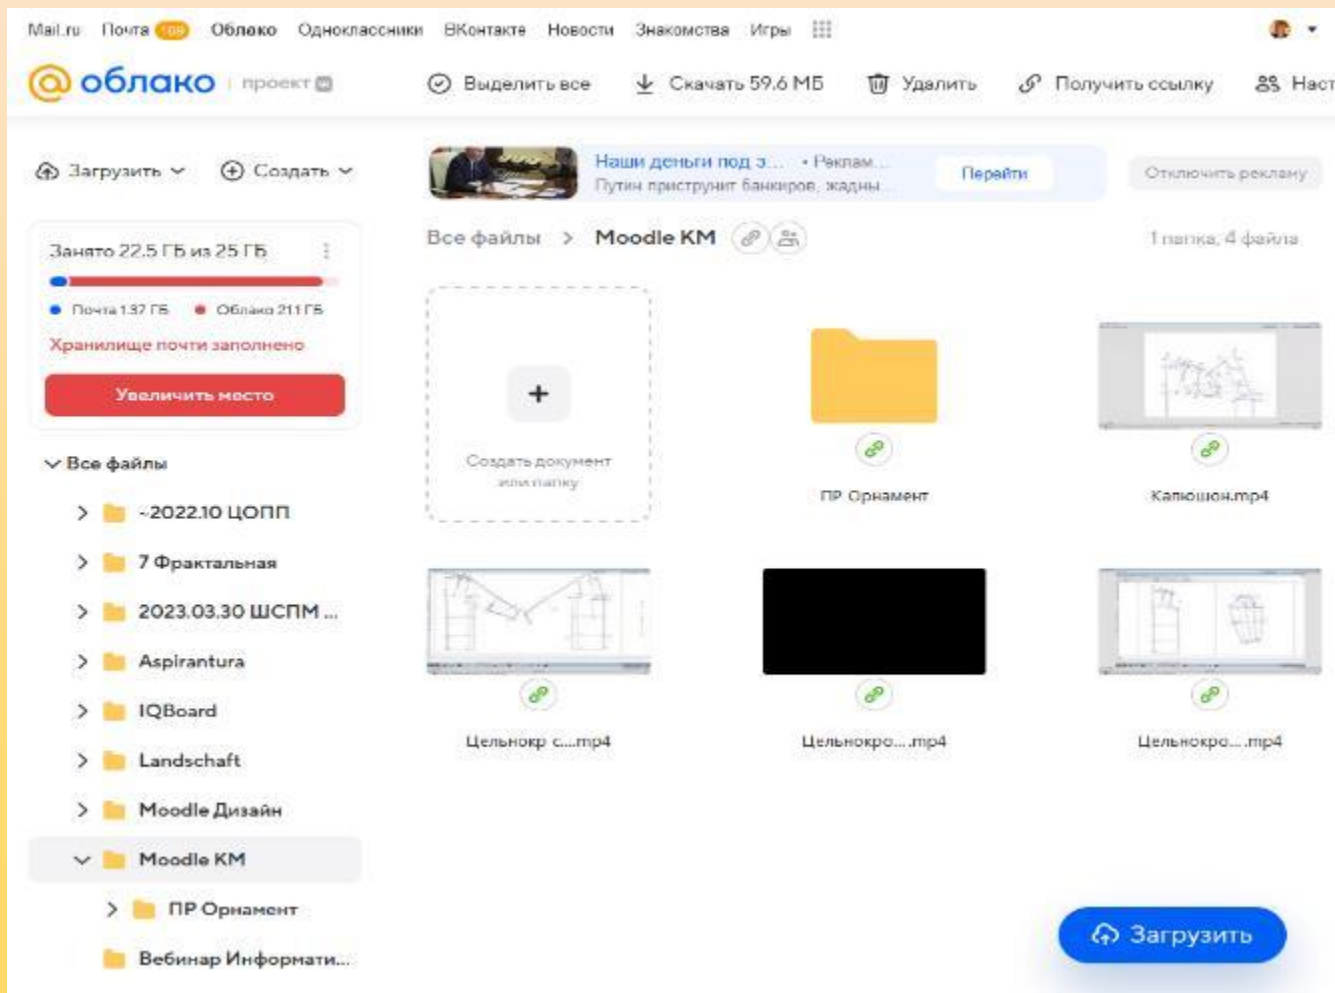 Mail.ru Почта 109 Облако Одноклассники ВКонтакте Новости Знакомства Игры
облако проект
Выделить все Скачать 59.6 МБ Удалить Получить ссылку Наст
Загрузить Создать
Наши деньги под з... • Реклам...
Путин приструнит банкиров, жадны...
Перейти
Отключить рекламу
Занято 22.5 ГБ из 25 ГБ
Почта 1.37 ГБ Облако 21.1 ГБ
Хранилище почти заполнено
Увеличить место
Все файлы > Moodle КМ
1 папка, 4 файла
Создать документ
или папку
ПР Орнамент
Капюшон.mp4
Цельнокр с....mp4
Цельнокро... .mp4
Цельнокро... .mp4
Все файлы
~2022.10 ЦОПП
7 Фрактальная
2023.03.30 ШСПМ ...
Aspirantura
IQBoard
Landschaft
Moodle Дизайн
Moodle КМ
ПР Орнамент
Вебинар Информати...
Загрузить